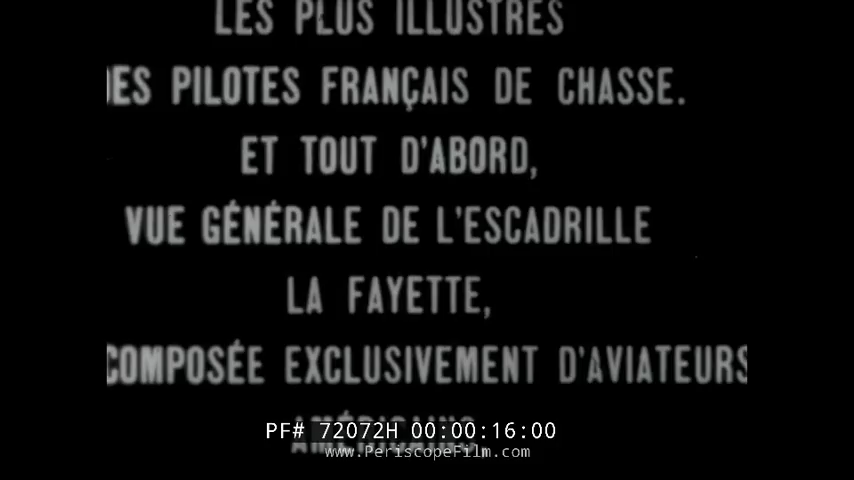 LES PLUS ILLUSTRES
DES PILOTES FRANÇAIS DE CHASSE.
ET TOUT D'ABORD,
VUE GÉNÉRALE DE L'ESCADRILLE
LA FAYETTE,
COMPOSÉE EXCLUSIVEMENT D'AVIATEURS
AMÉRICAINS
PF# 72072H 00:00:16:00
www.PeriscopeFilm.com